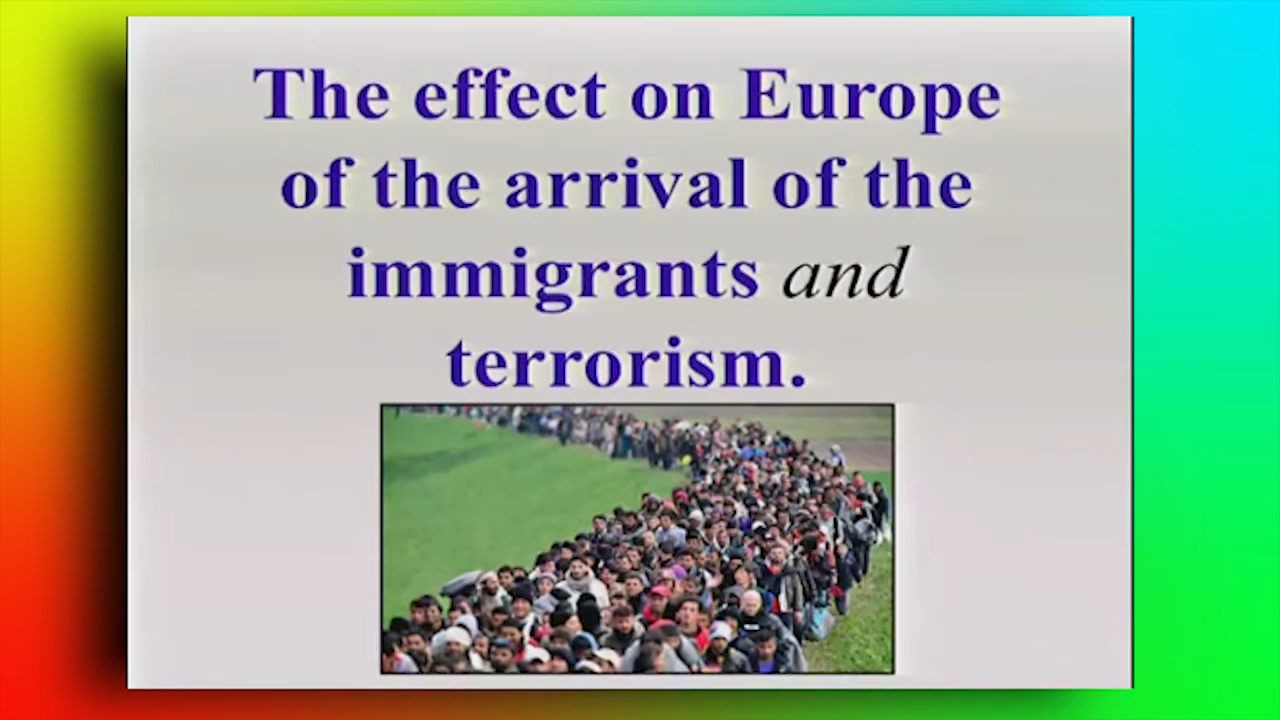 The effect on Europe
of the arrival of the
immigrants and
terrorism.